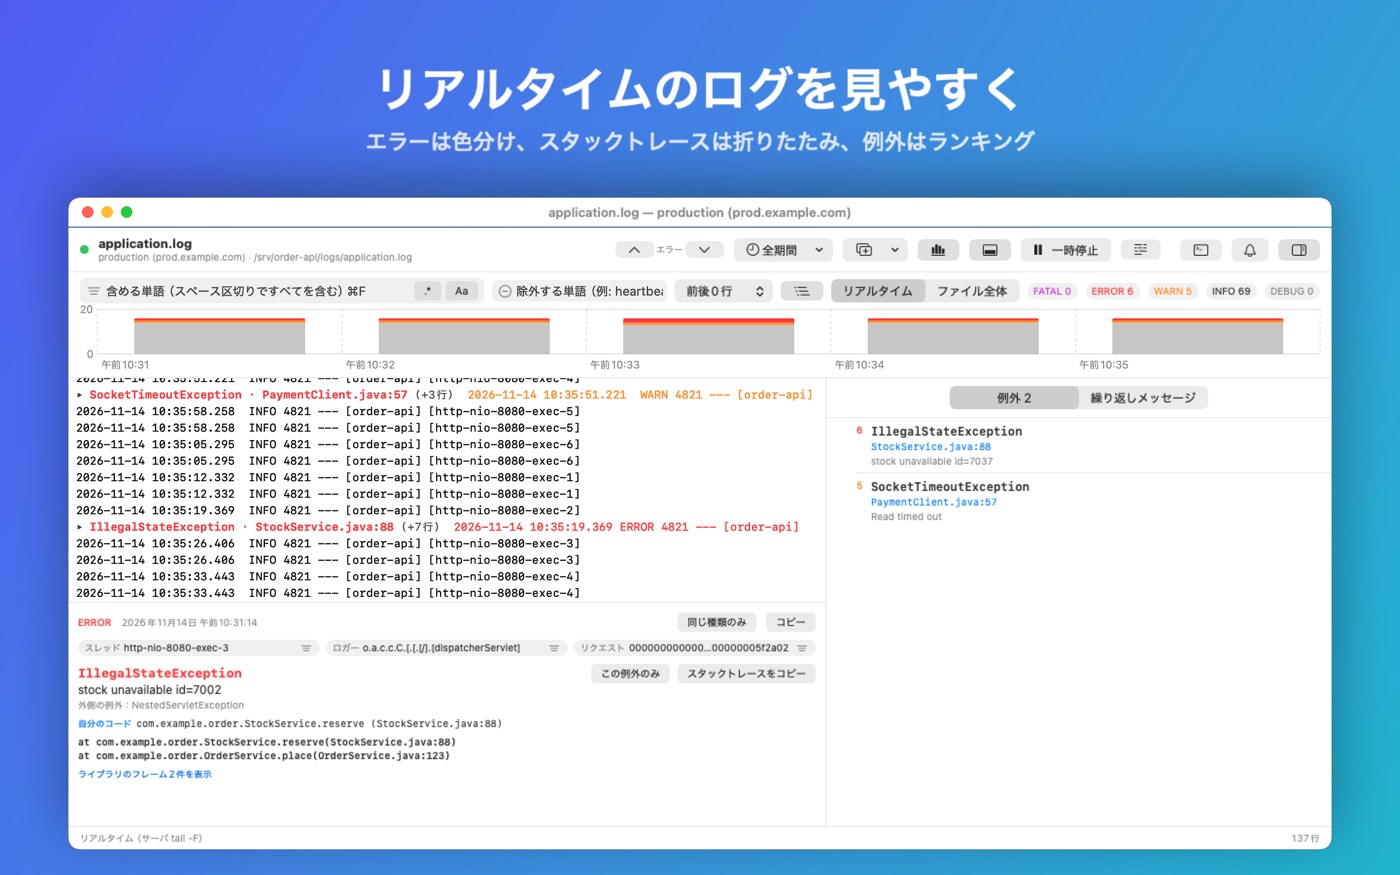 リアルタイムのログを見やすく
エラーは色分け、スタックトレースは折りたたみ、例外はランキング
application.log — production (prod.example.com)
application.log
production (prod.example.com) · /srv/order-api/logs/application.log
エラー
全期間
一時停止
含める単語 (スペース区切りですべてを含む) ⌘F
.*
Aa
除外する単語 (例: heartbea
前後0行
リアルタイム
ファイル全体
FATAL 0
ERROR 6
WARN 5
INFO 69
DEBUG 0
20
0
午前10:31
午前10:32
午前10:33
午前10:34
午前10:35
2026-11-14 10:35:51.221 INFO 4821 --- [order-api] [http-nio-8080-exec-4]
▸ SocketTimeoutException · PaymentClient.java:57 (+3行) 2026-11-14 10:35:51.221 WARN 4821 --- [order-api]
2026-11-14 10:35:58.258 INFO 4821 --- [order-api] [http-nio-8080-exec-5]
2026-11-14 10:35:58.258 INFO 4821 --- [order-api] [http-nio-8080-exec-5]
2026-11-14 10:35:05.295 INFO 4821 --- [order-api] [http-nio-8080-exec-6]
2026-11-14 10:35:05.295 INFO 4821 --- [order-api] [http-nio-8080-exec-6]
2026-11-14 10:35:12.332 INFO 4821 --- [order-api] [http-nio-8080-exec-1]
2026-11-14 10:35:12.332 INFO 4821 --- [order-api] [http-nio-8080-exec-1]
2026-11-14 10:35:19.369 INFO 4821 --- [order-api] [http-nio-8080-exec-2]
▸ IllegalStateException · StockService.java:88 (+7行) 2026-11-14 10:35:19.369 ERROR 4821 --- [order-api]
2026-11-14 10:35:26.406 INFO 4821 --- [order-api] [http-nio-8080-exec-3]
2026-11-14 10:35:26.406 INFO 4821 --- [order-api] [http-nio-8080-exec-3]
2026-11-14 10:35:33.443 INFO 4821 --- [order-api] [http-nio-8080-exec-4]
2026-11-14 10:35:33.443 INFO 4821 --- [order-api] [http-nio-8080-exec-4]
例外 2
繰り返しメッセージ
6 IllegalStateException
StockService.java:88
stock unavailable id=7037
5 SocketTimeoutException
PaymentClient.java:57
Read timed out
ERROR 2026年11月14日 午前10:31:14
同じ種類のみ
コピー
スレッド http-nio-8080-exec-3
ロガー o.a.c.c.C.[.[.[/].[dispatcherServlet]
リクエスト 000000000000...00000005f2a02
IllegalStateException
この例外のみ
スタックトレースをコピー
stock unavailable id=7002
外側の例外：NestedServletException
自分のコード com.example.order.StockService.reserve (StockService.java:88)
at com.example.order.StockService.reserve(StockService.java:88)
at com.example.order.OrderService.place(OrderService.java:123)
ライブラリのフレーム2件を表示
リアルタイム (サーバ tail -F)
137行